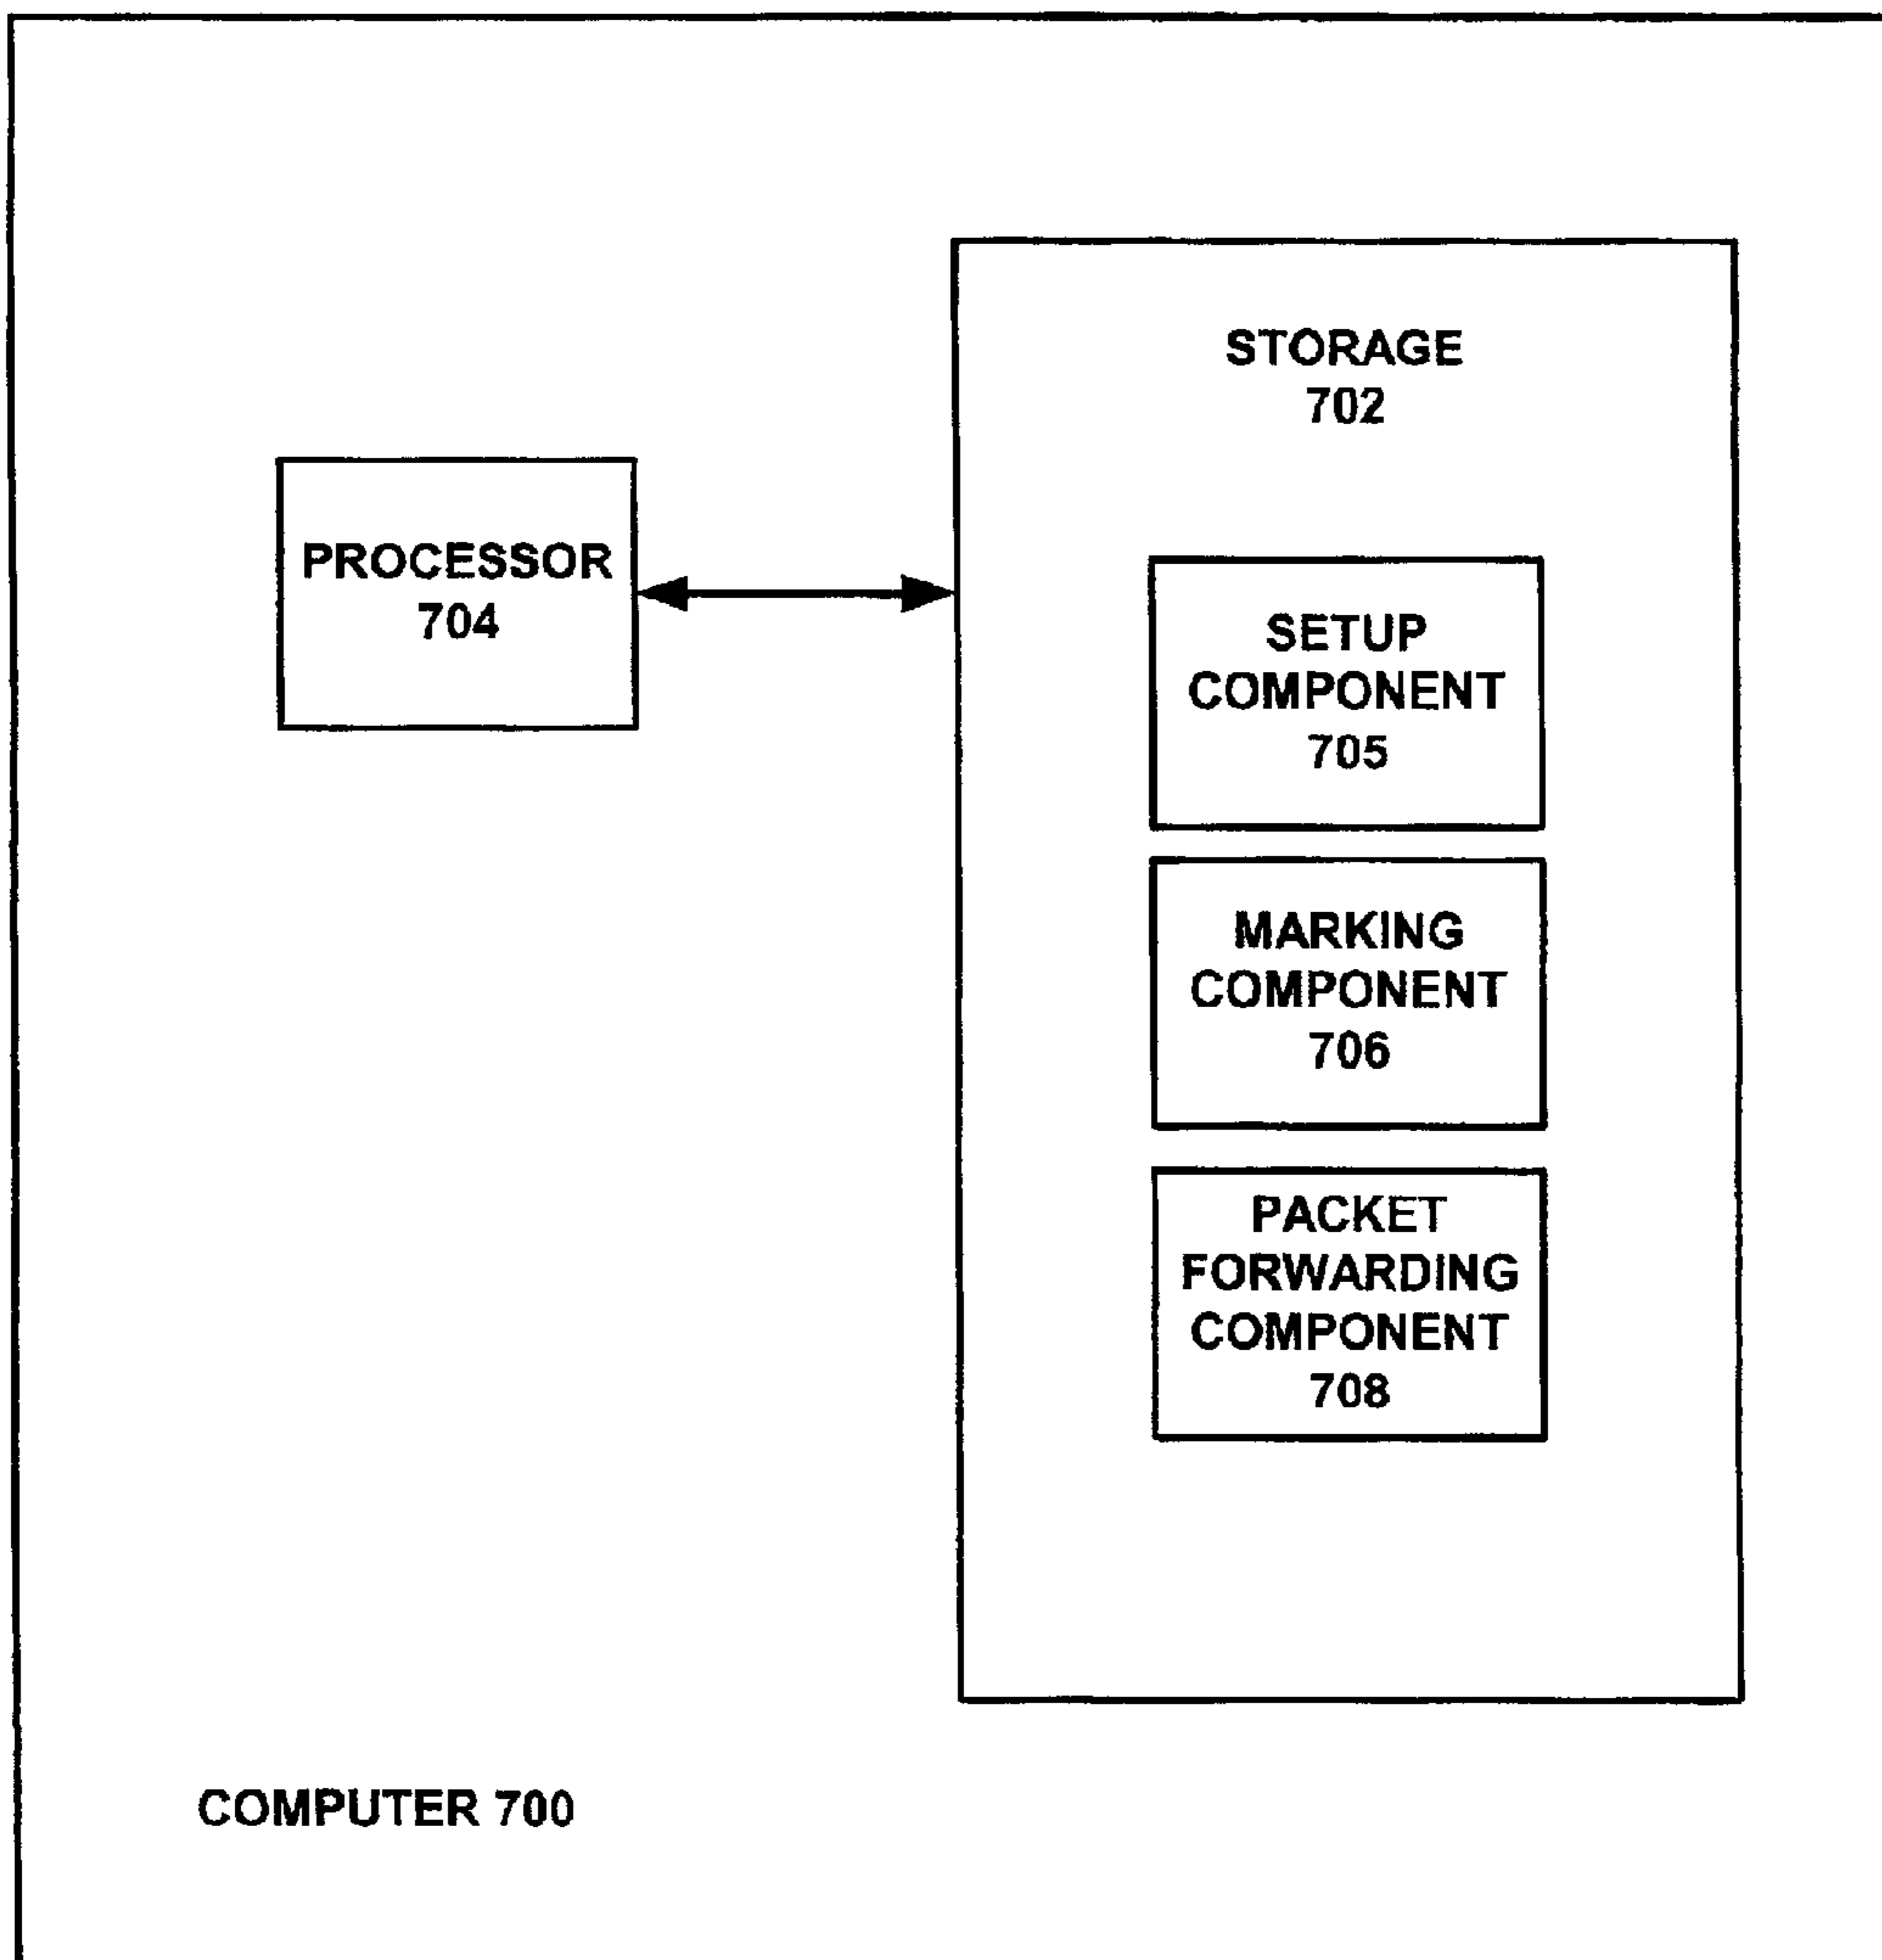 STORAGE
702
PROCESSOR
704
SETUP
COMPONENT
705
MARKING
COMPONENT
706
PACKET
FORWARDING
COMPONENT
708
COMPUTER 700